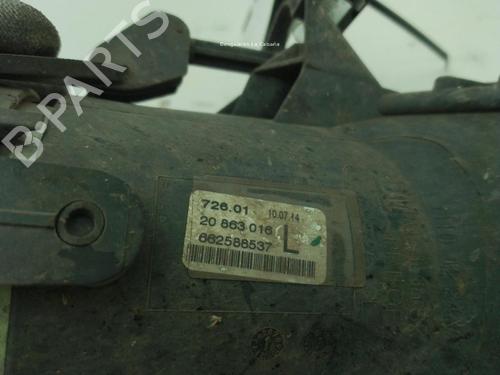 Desguaces La Cabaña
B-PARTS
726.01 10.07.14
20 863 016 L
662588537